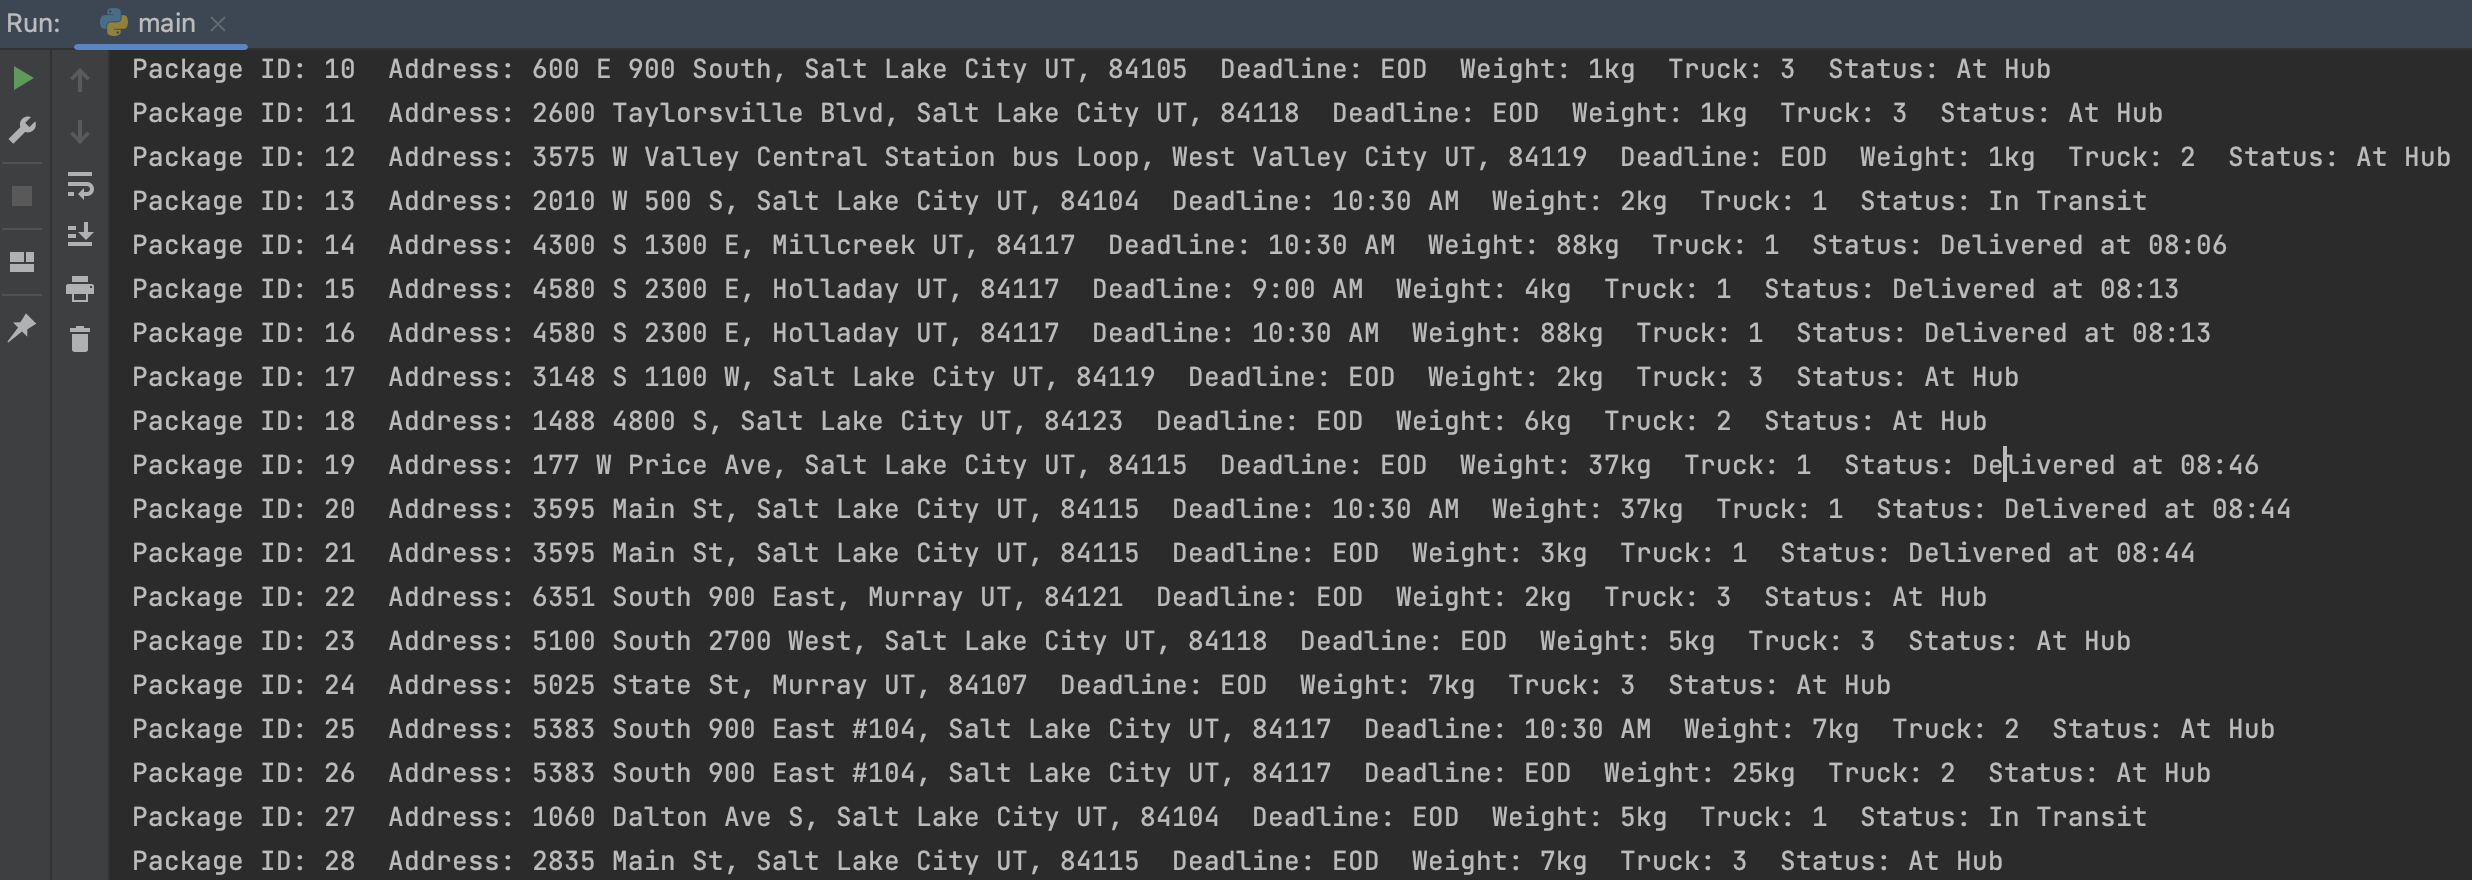 Run: main
Package ID: 10  Address: 600 E 900 South, Salt Lake City UT, 84105  Deadline: EOD  Weight: 1kg  Truck: 3  Status: At Hub
Package ID: 11  Address: 2600 Taylorsville Blvd, Salt Lake City UT, 84118  Deadline: EOD  Weight: 1kg  Truck: 3  Status: At Hub
Package ID: 12  Address: 3575 W Valley Central Station bus Loop, West Valley City UT, 84119  Deadline: EOD  Weight: 1kg  Truck: 2  Status: At Hub
Package ID: 13  Address: 2010 W 500 S, Salt Lake City UT, 84104  Deadline: 10:30 AM  Weight: 2kg  Truck: 1  Status: In Transit
Package ID: 14  Address: 4300 S 1300 E, Millcreek UT, 84117  Deadline: 10:30 AM  Weight: 88kg  Truck: 1  Status: Delivered at 08:06
Package ID: 15  Address: 4580 S 2300 E, Holladay UT, 84117  Deadline: 9:00 AM  Weight: 4kg  Truck: 1  Status: Delivered at 08:13
Package ID: 16  Address: 4580 S 2300 E, Holladay UT, 84117  Deadline: 10:30 AM  Weight: 88kg  Truck: 1  Status: Delivered at 08:13
Package ID: 17  Address: 3148 S 1100 W, Salt Lake City UT, 84119  Deadline: EOD  Weight: 2kg  Truck: 3  Status: At Hub
Package ID: 18  Address: 1488 4800 S, Salt Lake City UT, 84123  Deadline: EOD  Weight: 6kg  Truck: 2  Status: At Hub
Package ID: 19  Address: 177 W Price Ave, Salt Lake City UT, 84115  Deadline: EOD  Weight: 37kg  Truck: 1  Status: Delivered at 08:46
Package ID: 20  Address: 3595 Main St, Salt Lake City UT, 84115  Deadline: 10:30 AM  Weight: 37kg  Truck: 1  Status: Delivered at 08:44
Package ID: 21  Address: 3595 Main St, Salt Lake City UT, 84115  Deadline: EOD  Weight: 3kg  Truck: 1  Status: Delivered at 08:44
Package ID: 22  Address: 6351 South 900 East, Murray UT, 84121  Deadline: EOD  Weight: 2kg  Truck: 3  Status: At Hub
Package ID: 23  Address: 5100 South 2700 West, Salt Lake City UT, 84118  Deadline: EOD  Weight: 5kg  Truck: 3  Status: At Hub
Package ID: 24  Address: 5025 State St, Murray UT, 84107  Deadline: EOD  Weight: 7kg  Truck: 3  Status: At Hub
Package ID: 25  Address: 5383 South 900 East #104, Salt Lake City UT, 84117  Deadline: 10:30 AM  Weight: 7kg  Truck: 2  Status: At Hub
Package ID: 26  Address: 5383 South 900 East #104, Salt Lake City UT, 84117  Deadline: EOD  Weight: 25kg  Truck: 2  Status: At Hub
Package ID: 27  Address: 1060 Dalton Ave S, Salt Lake City UT, 84104  Deadline: EOD  Weight: 5kg  Truck: 1  Status: In Transit
Package ID: 28  Address: 2835 Main St, Salt Lake City UT, 84115  Deadline: EOD  Weight: 7kg  Truck: 3  Status: At Hub